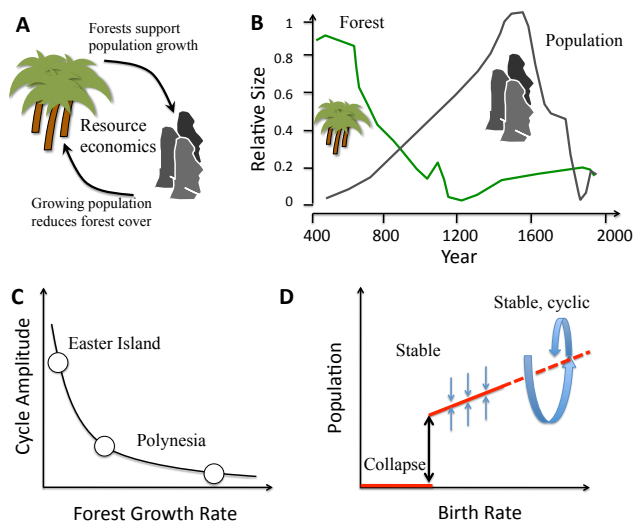 A
Forests support
population growth
Resource
economics
Growing population
reduces forest cover
B
Relative Size
1
0.8
0.6
0.4
0.2
0
Forest
Population
400
800
1200
1600
2000
Year
C
Cycle Amplitude
Easter Island
Polynesia
Forest Growth Rate
D
Population
Stable, cyclic
Stable
Collapse
Birth Rate